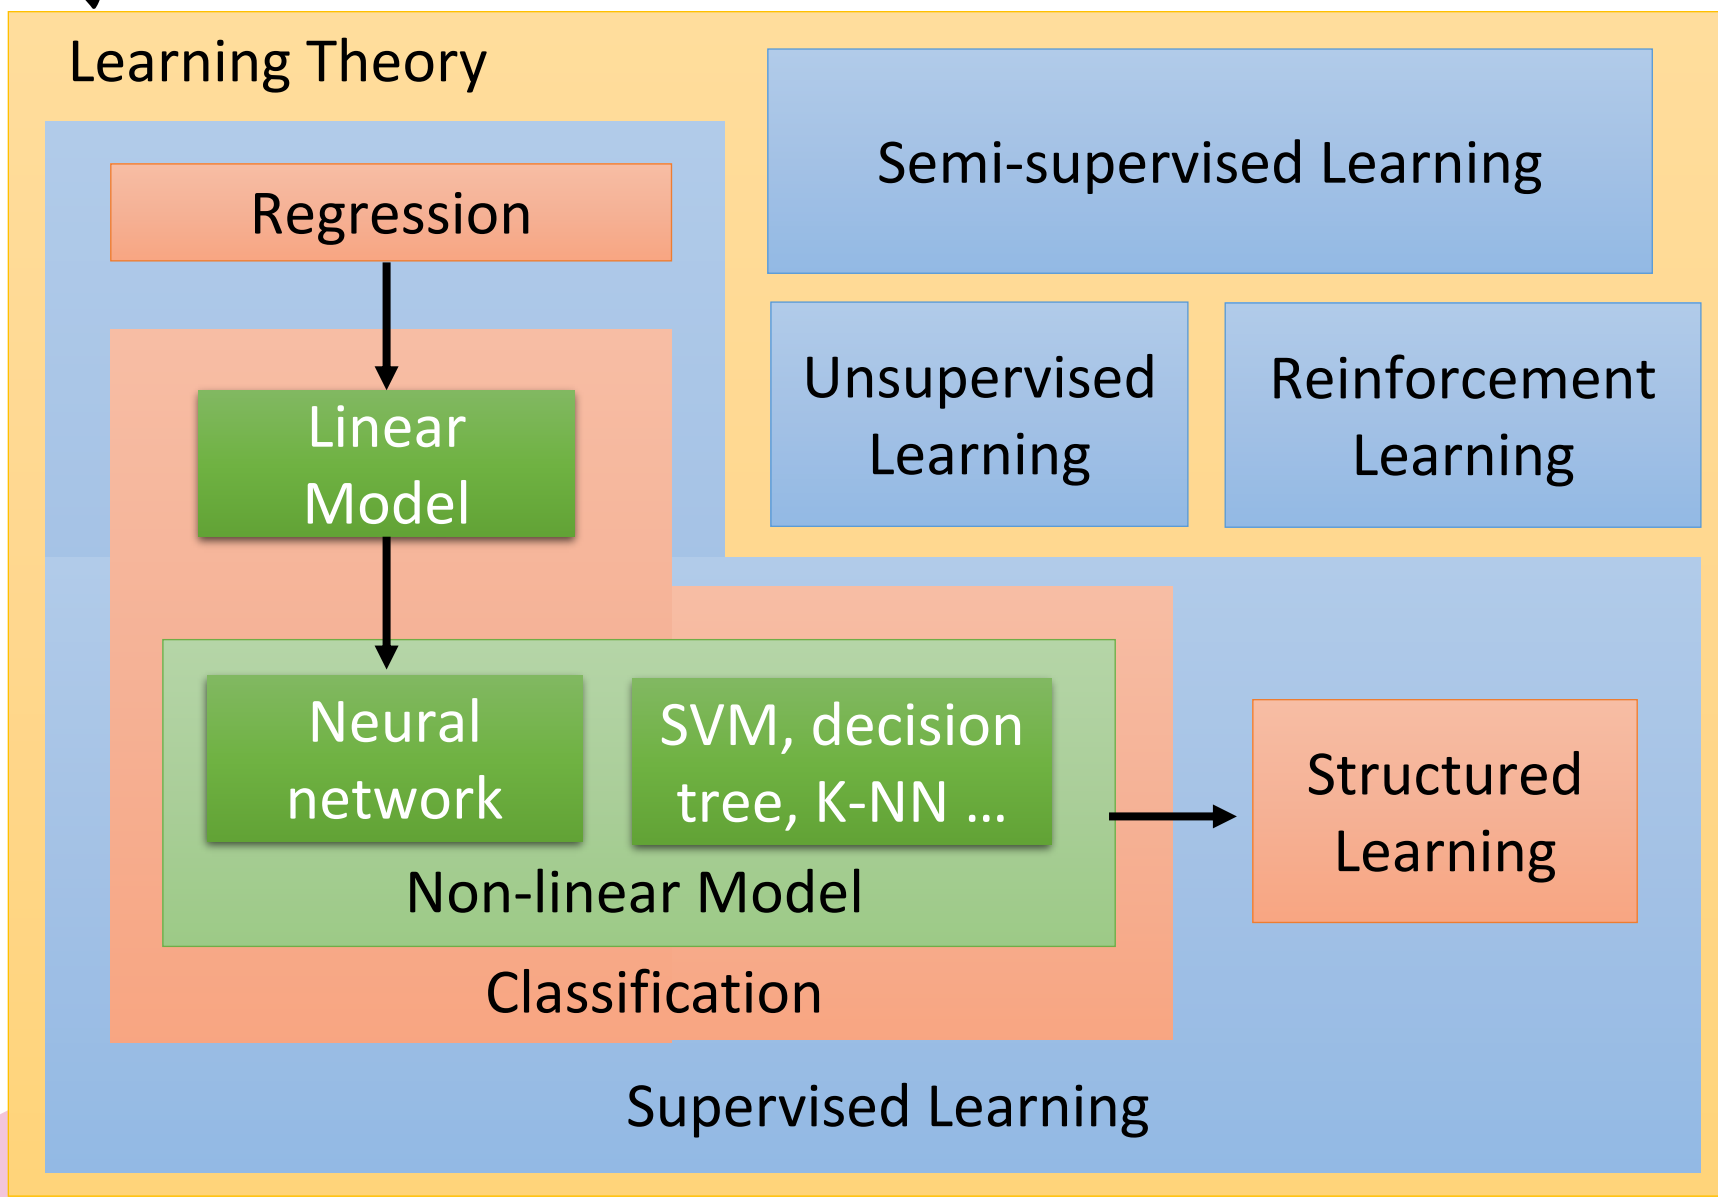 Learning Theory
Semi-supervised Learning
Regression
Unsupervised
Learning
Reinforcement
Learning
Linear
Model
Neural
network
SVM, decision
tree, K-NN ...
Non-linear Model
Structured
Learning
Classification
Supervised Learning